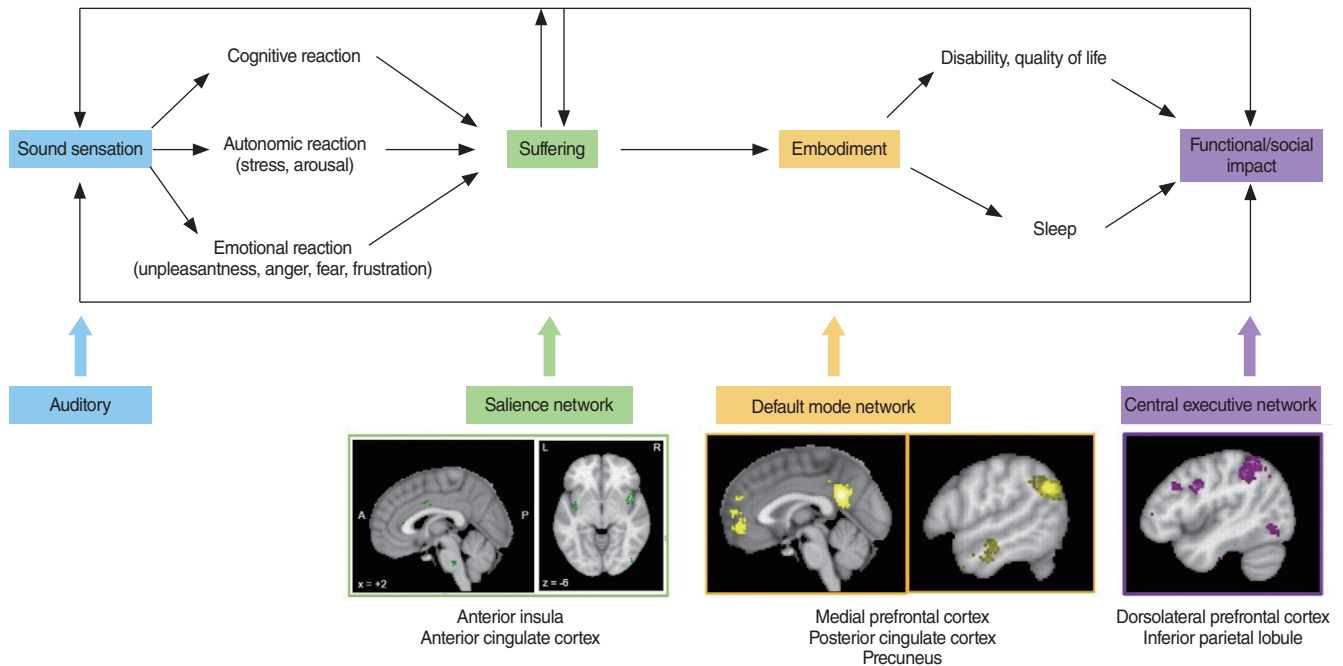 Cognitive reaction
Disability, quality of life
Sound sensation
Autonomic reaction
(stress, arousal)
Suffering
Embodiment
Functional/social
impact
Emotional reaction
(unpleasantness, anger, fear, frustration)
Sleep
Auditory
Salience network
Default mode network
Central executive network
L
R
A
P
x = +2
z = -6
Anterior insula
Anterior cingulate cortex
Medial prefrontal cortex
Posterior cingulate cortex
Precuneus
Dorsolateral prefrontal cortex
Inferior parietal lobule